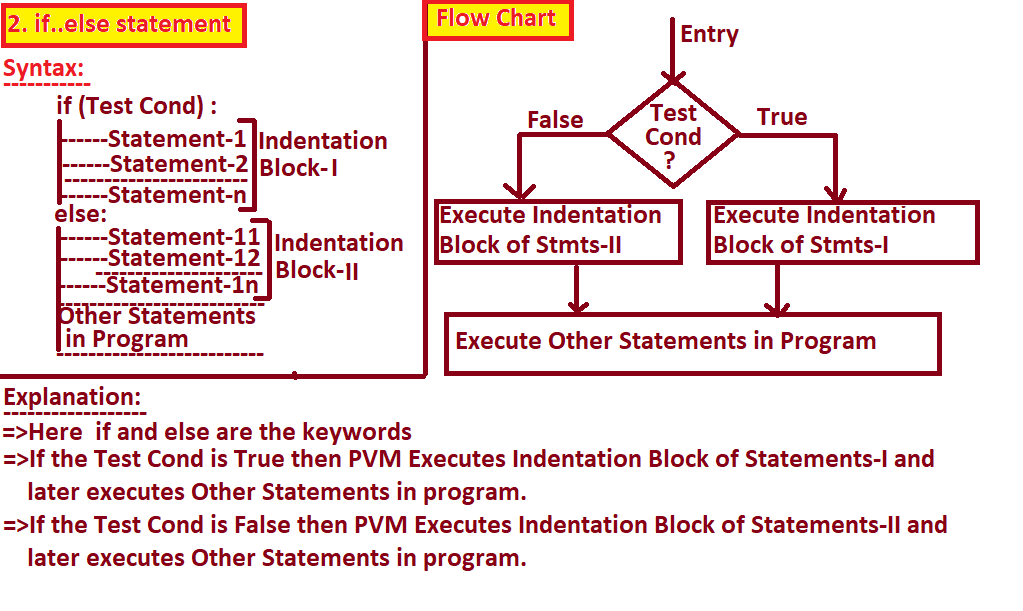 2. if..else statement
Syntax:
-----------
if (Test Cond) :
------Statement-1
------Statement-2
-----------------------
------Statement-n
Indentation
Block-I
else:
------Statement-11
------Statement-12
---------------------
------Statement-1n
--------------------------
Indentation
Block-II
Other Statements
in Program
--------------------------
Flow Chart
Entry
Test
Cond
?
False
True
Execute Indentation
Block of Stmts-II
Execute Indentation
Block of Stmts-I
Execute Other Statements in Program
Explanation:
------------------
=>Here  if and else are the keywords
=>If the Test Cond is True then PVM Executes Indentation Block of Statements-I and
later executes Other Statements in program.
=>If the Test Cond is False then PVM Executes Indentation Block of Statements-II and
later executes Other Statements in program.